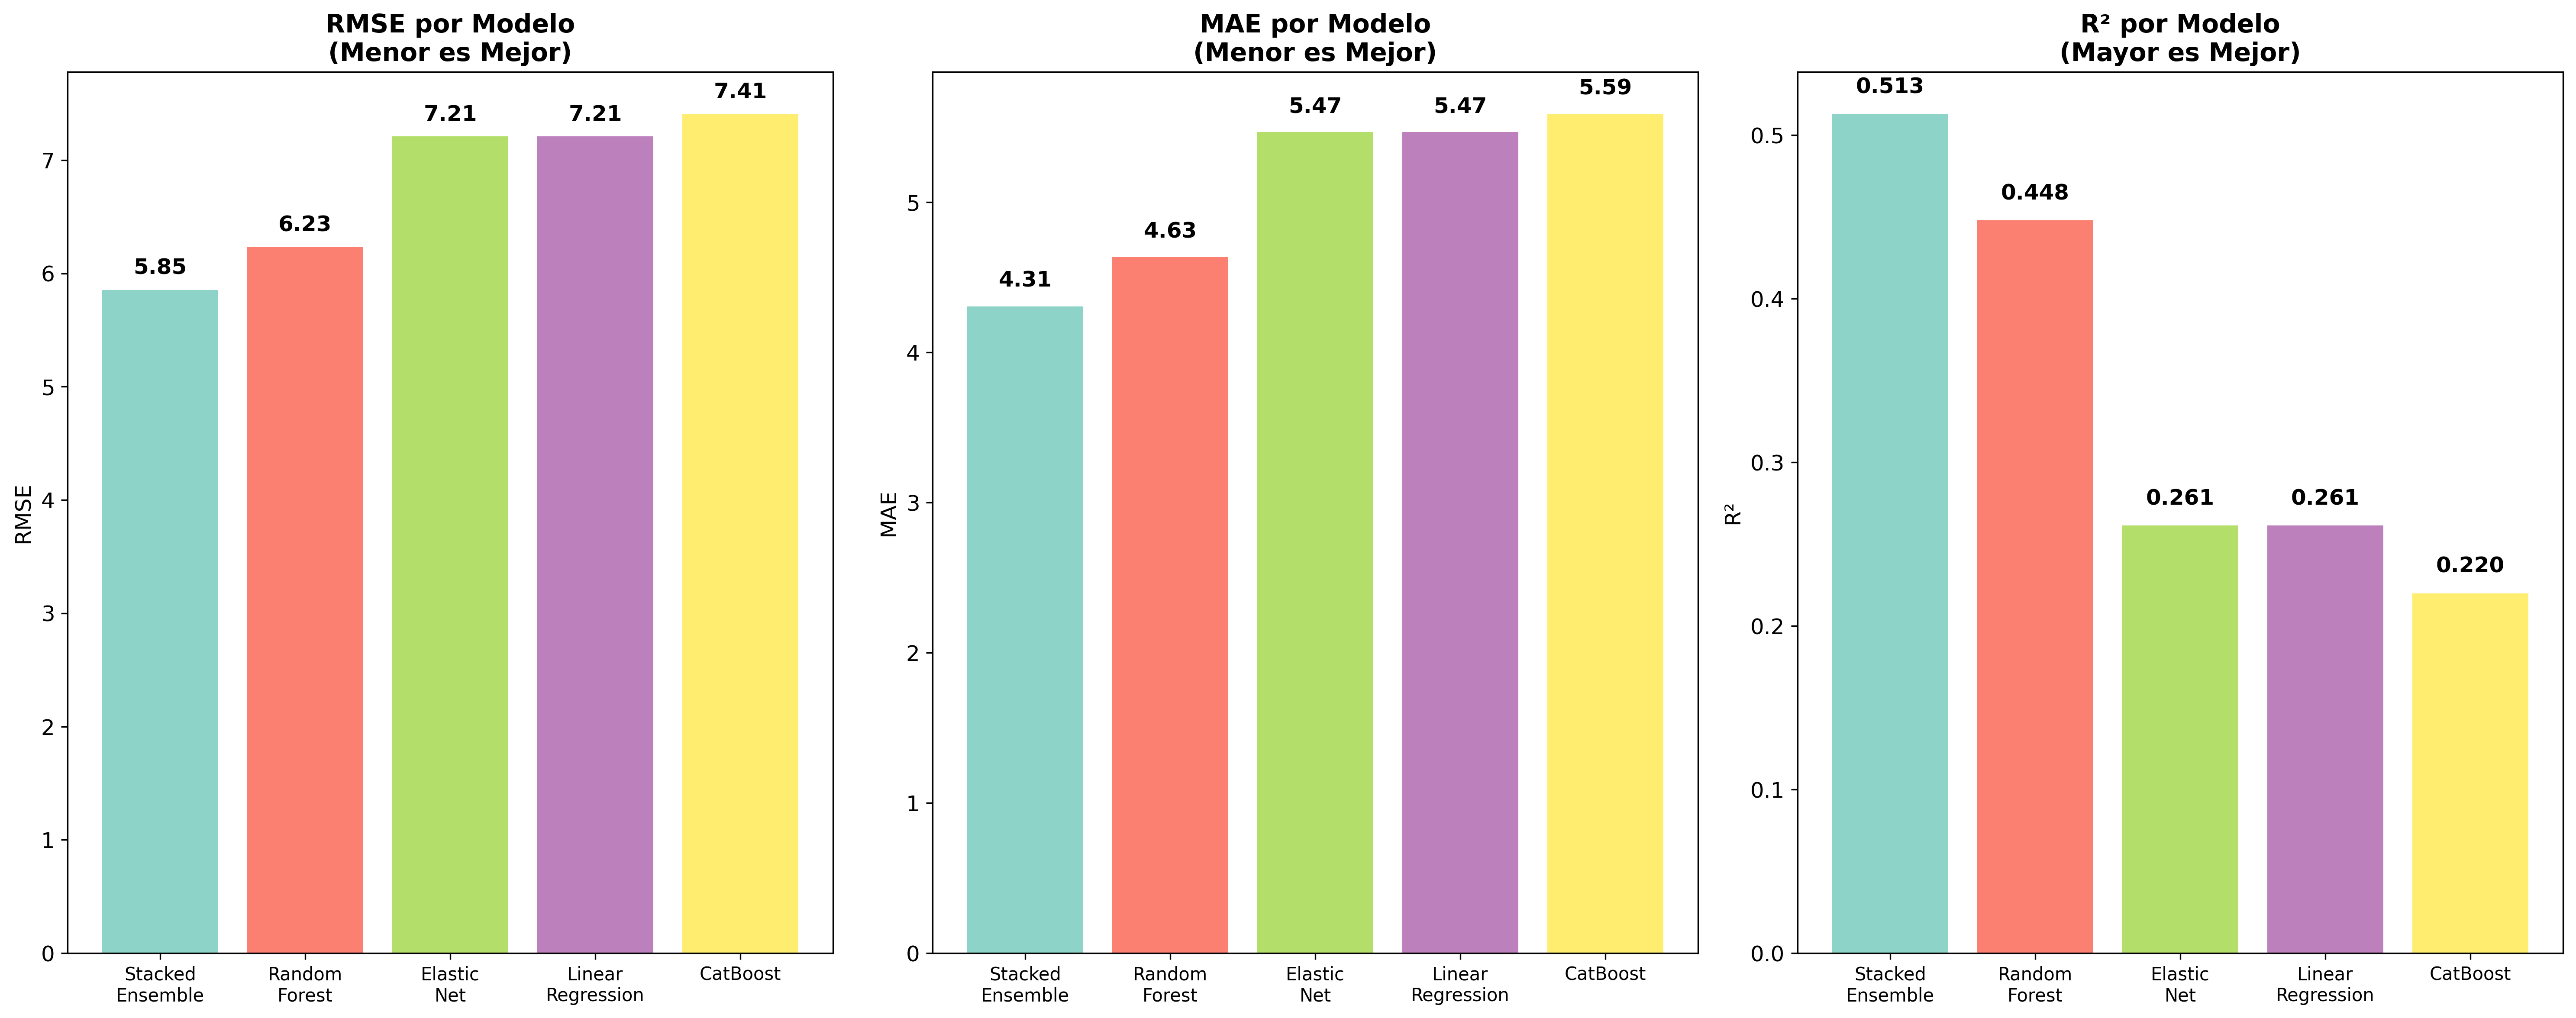 RMSE por Modelo
(Menor es Mejor)
RMSE
7
6
5
4
3
2
1
0
5.85
6.23
7.21
7.21
7.41
Stacked
Ensemble
Random
Forest
Elastic
Net
Linear
Regression
CatBoost
MAE por Modelo
(Menor es Mejor)
MAE
5
4
3
2
1
0
4.31
4.63
5.47
5.47
5.59
Stacked
Ensemble
Random
Forest
Elastic
Net
Linear
Regression
CatBoost
R² por Modelo
(Mayor es Mejor)
R²
0.5
0.4
0.3
0.2
0.1
0.0
0.513
0.448
0.261
0.261
0.220
Stacked
Ensemble
Random
Forest
Elastic
Net
Linear
Regression
CatBoost